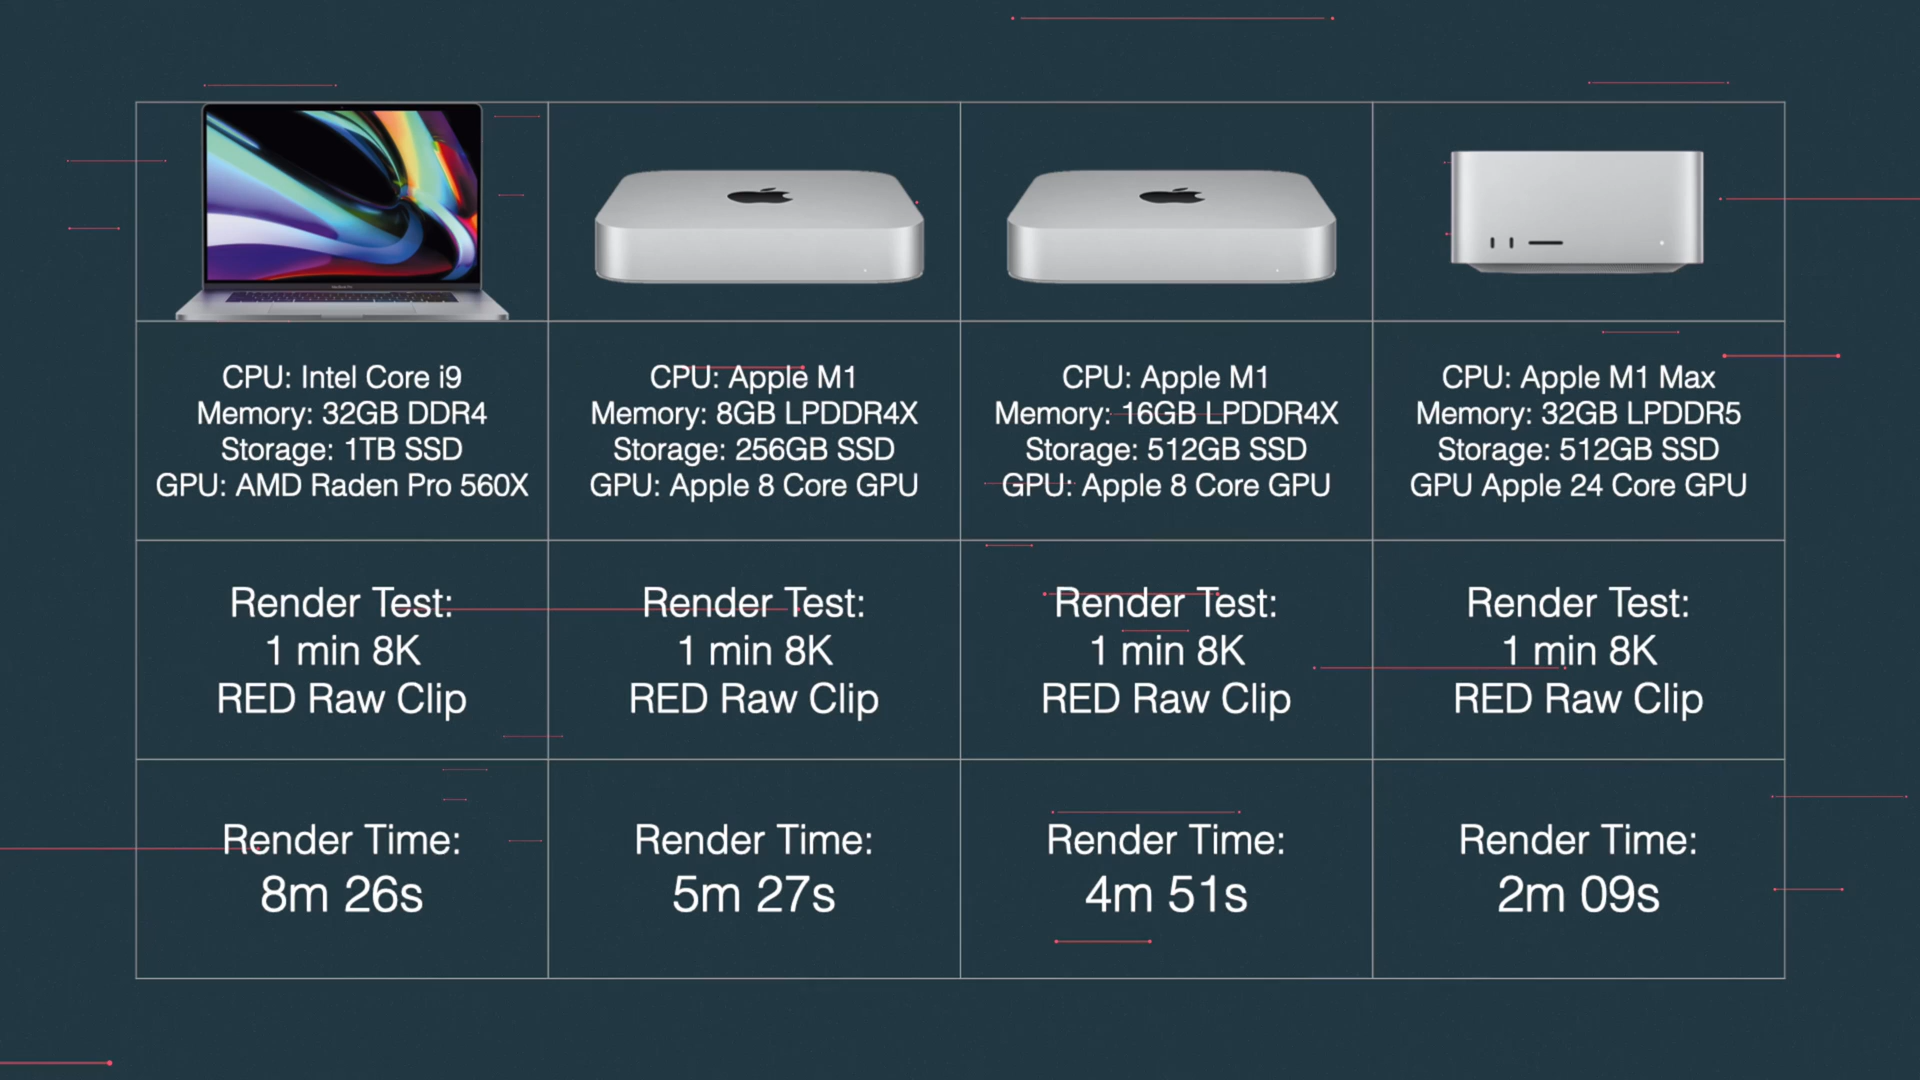 CPU: Intel Core i9
Memory: 32GB DDR4
Storage: 1TB SSD
GPU: AMD Raden Pro 560X
CPU: Apple M1
Memory: 8GB LPDDR4X
Storage: 256GB SSD
GPU: Apple 8 Core GPU
CPU: Apple M1
Memory: 16GB LPDDR4X
Storage: 512GB SSD
GPU: Apple 8 Core GPU
CPU: Apple M1 Max
Memory: 32GB LPDDR5
Storage: 512GB SSD
GPU Apple 24 Core GPU
Render Test:
1 min 8K
RED Raw Clip
Render Test:
1 min 8K
RED Raw Clip
Render Test:
1 min 8K
RED Raw Clip
Render Test:
1 min 8K
RED Raw Clip
Render Time:
8m 26s
Render Time:
5m 27s
Render Time:
4m 51s
Render Time:
2m 09s